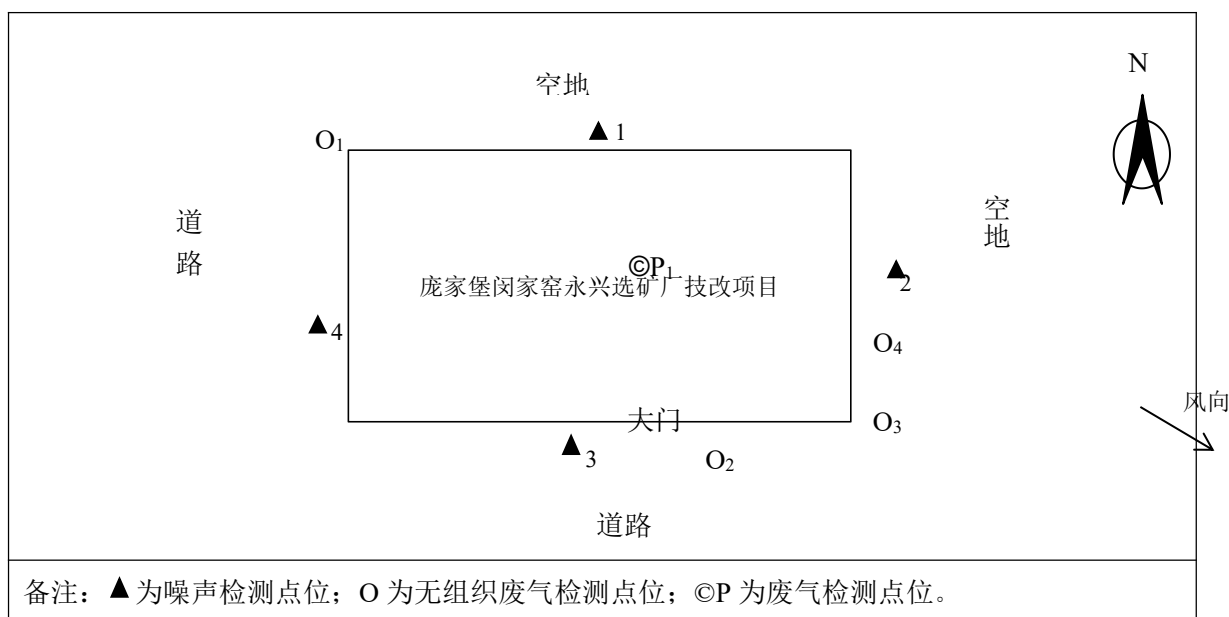 空地
N
O₁
▲1
道路
空地
©P₁
庞家堡闵家窑永兴选矿厂技改项目
▲2
▲4
O₄
风向
大门
O₃
▲3
O₂
道路
备注：▲为噪声检测点位；O 为无组织废气检测点位；©P 为废气检测点位。